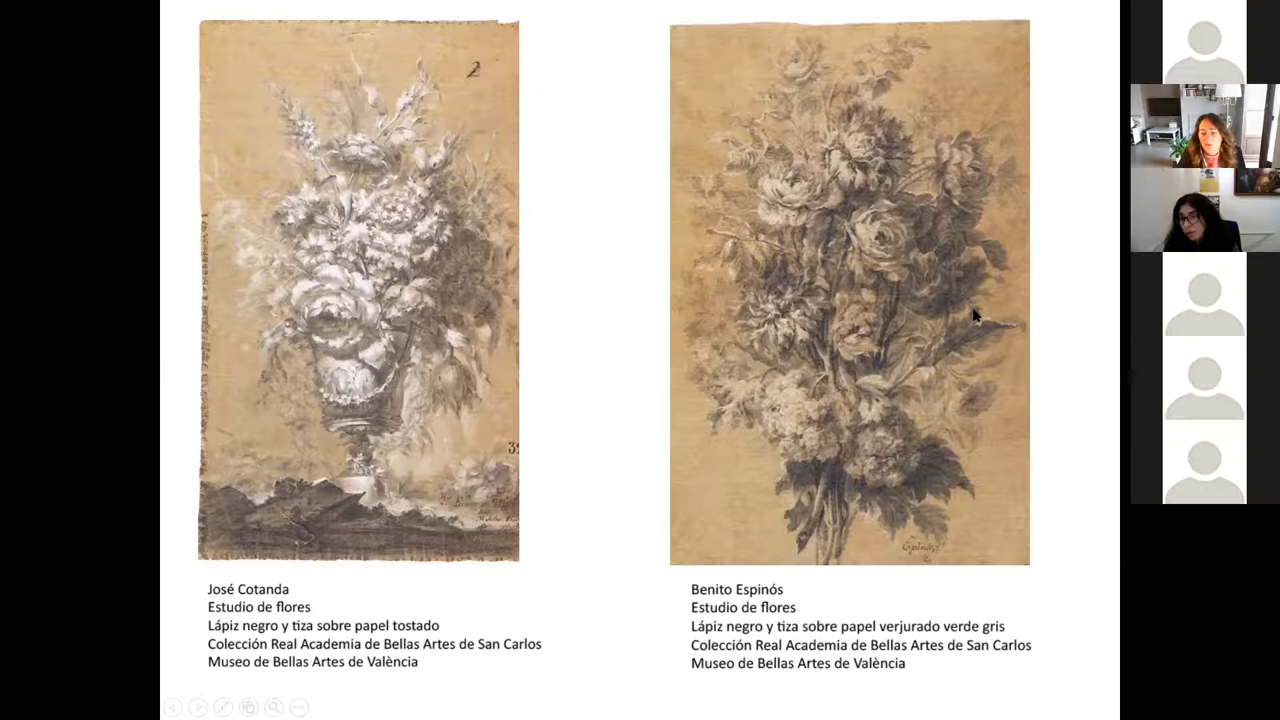 2
José Cotanda
Estudio de flores
Lápiz negro y tiza sobre papel tostado
Colección Real Academia de Bellas Artes de San Carlos
Museo de Bellas Artes de València
Benito Espinós
Estudio de flores
Lápiz negro y tiza sobre papel verjurado verde gris
Colección Real Academia de Bellas Artes de San Carlos
Museo de Bellas Artes de València